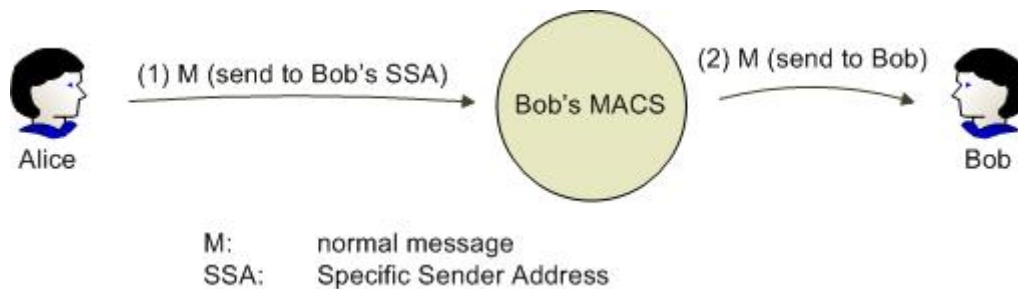 (1) M (send to Bob's SSA)
(2) M (send to Bob)
Bob's MACS
Alice
Bob
M: normal message
SSA: Specific Sender Address